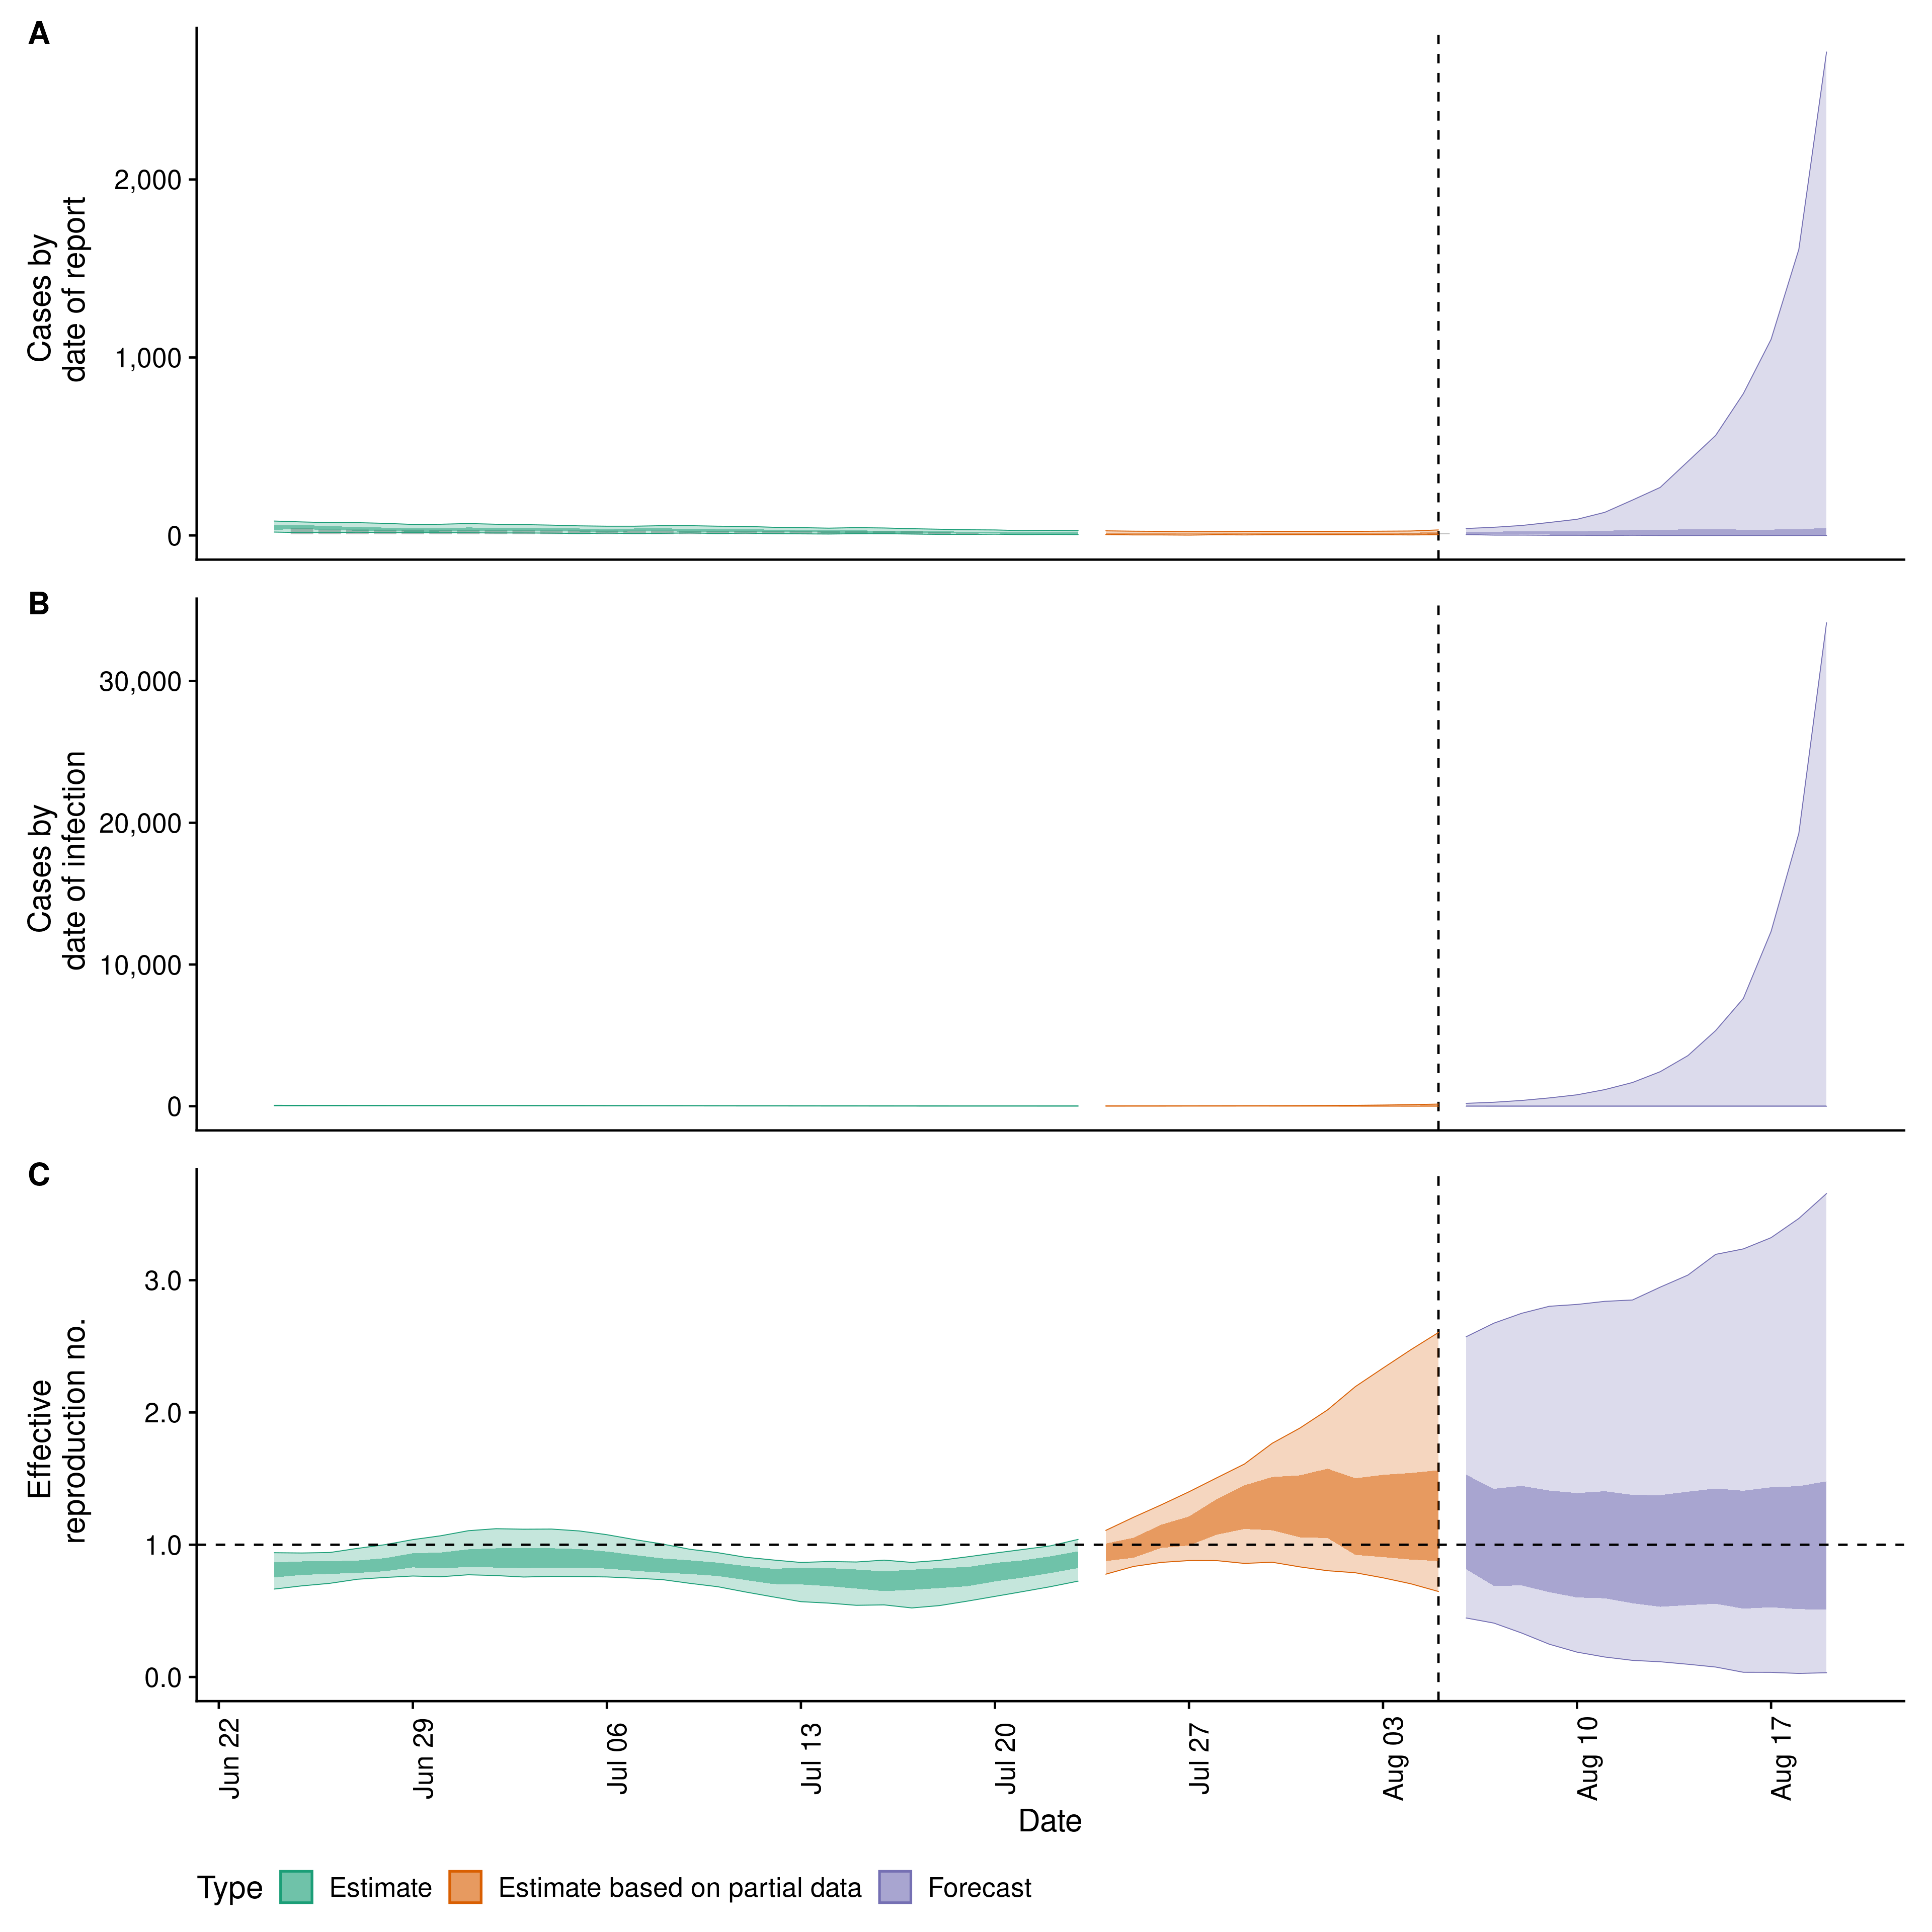 A
Cases by
date of report
2,000
1,000
0
B
Cases by
date of infection
30,000
20,000
10,000
0
C
Effective
reproduction no.
3.0
2.0
1.0
0.0
Jun 22
Jun 29
Jul 06
Jul 13
Jul 20
Jul 27
Aug 03
Aug 10
Aug 17
Date
Type Estimate Estimate based on partial data Forecast